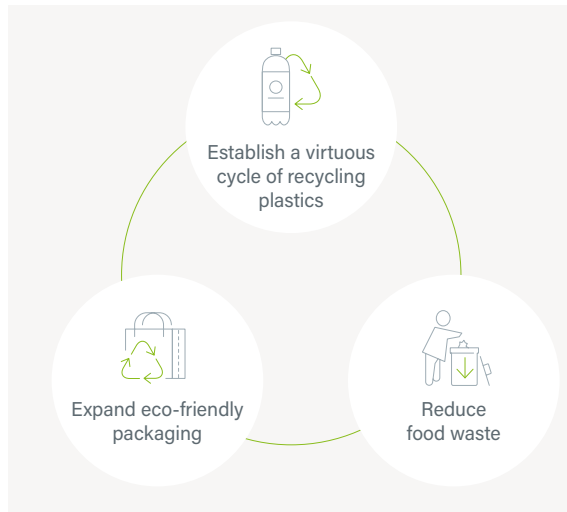 Establish a virtuous
cycle of recycling
plastics
Expand eco-friendly
packaging
Reduce
food waste